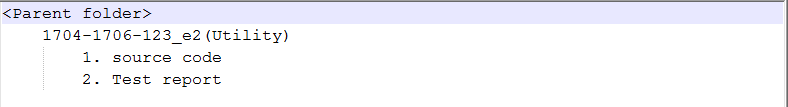 <Parent folder>
1704-1706-123_e2(Utility)
1. source code
2. Test report